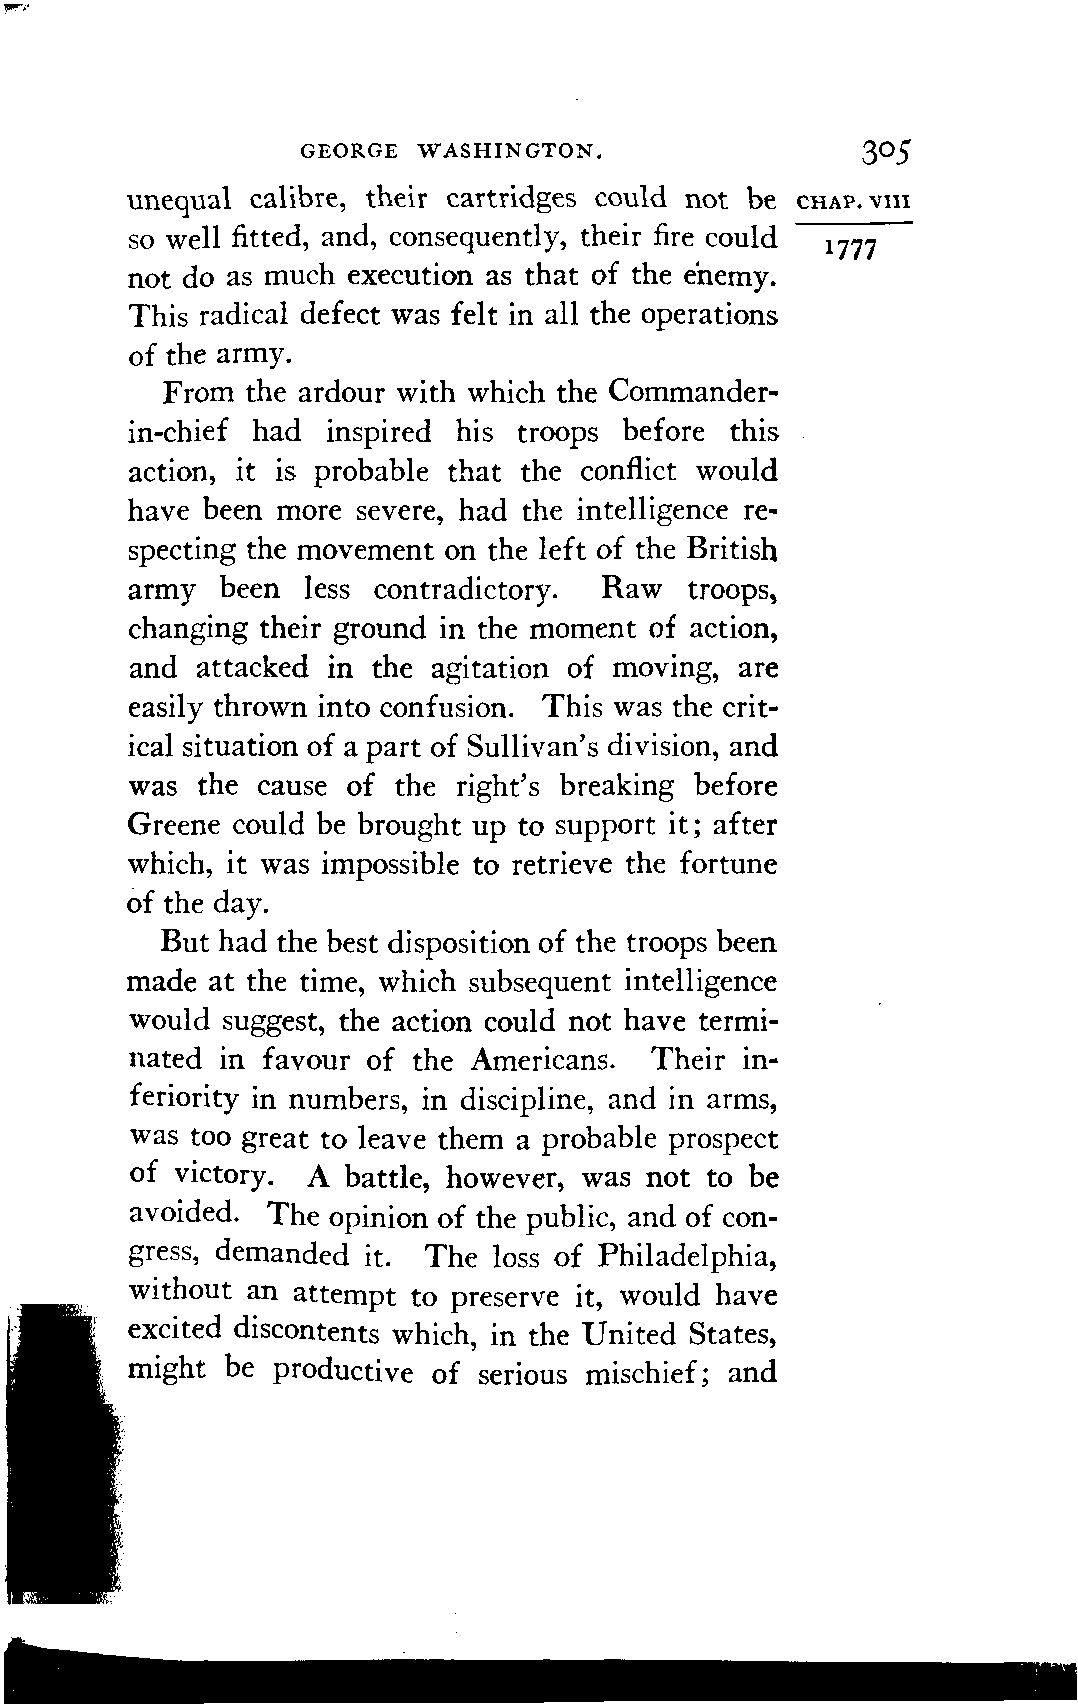 GEORGE WASHINGTON. 305
unequal calibre, their cartridges could not be CHAP. VIII
so well fitted, and, consequently, their fire could 1777
not do as much execution as that of the enemy.
This radical defect was felt in all the operations
of the army.
From the ardour with which the Commander-
in-chief had inspired his troops before this
action, it is probable that the conflict would
have been more severe, had the intelligence re-
specting the movement on the left of the British
army been less contradictory. Raw troops,
changing their ground in the moment of action,
and attacked in the agitation of moving, are
easily thrown into confusion. This was the crit-
ical situation of a part of Sullivan's division, and
was the cause of the right's breaking before
Greene could be brought up to support it; after
which, it was impossible to retrieve the fortune
of the day.
But had the best disposition of the troops been
made at the time, which subsequent intelligence
would suggest, the action could not have termi-
nated in favour of the Americans. Their in-
feriority in numbers, in discipline, and in arms,
was too great to leave them a probable prospect
of victory. A battle, however, was not to be
avoided. The opinion of the public, and of con-
gress, demanded it. The loss of Philadelphia,
without an attempt to preserve it, would have
excited discontents which, in the United States,
might be productive of serious mischief; and